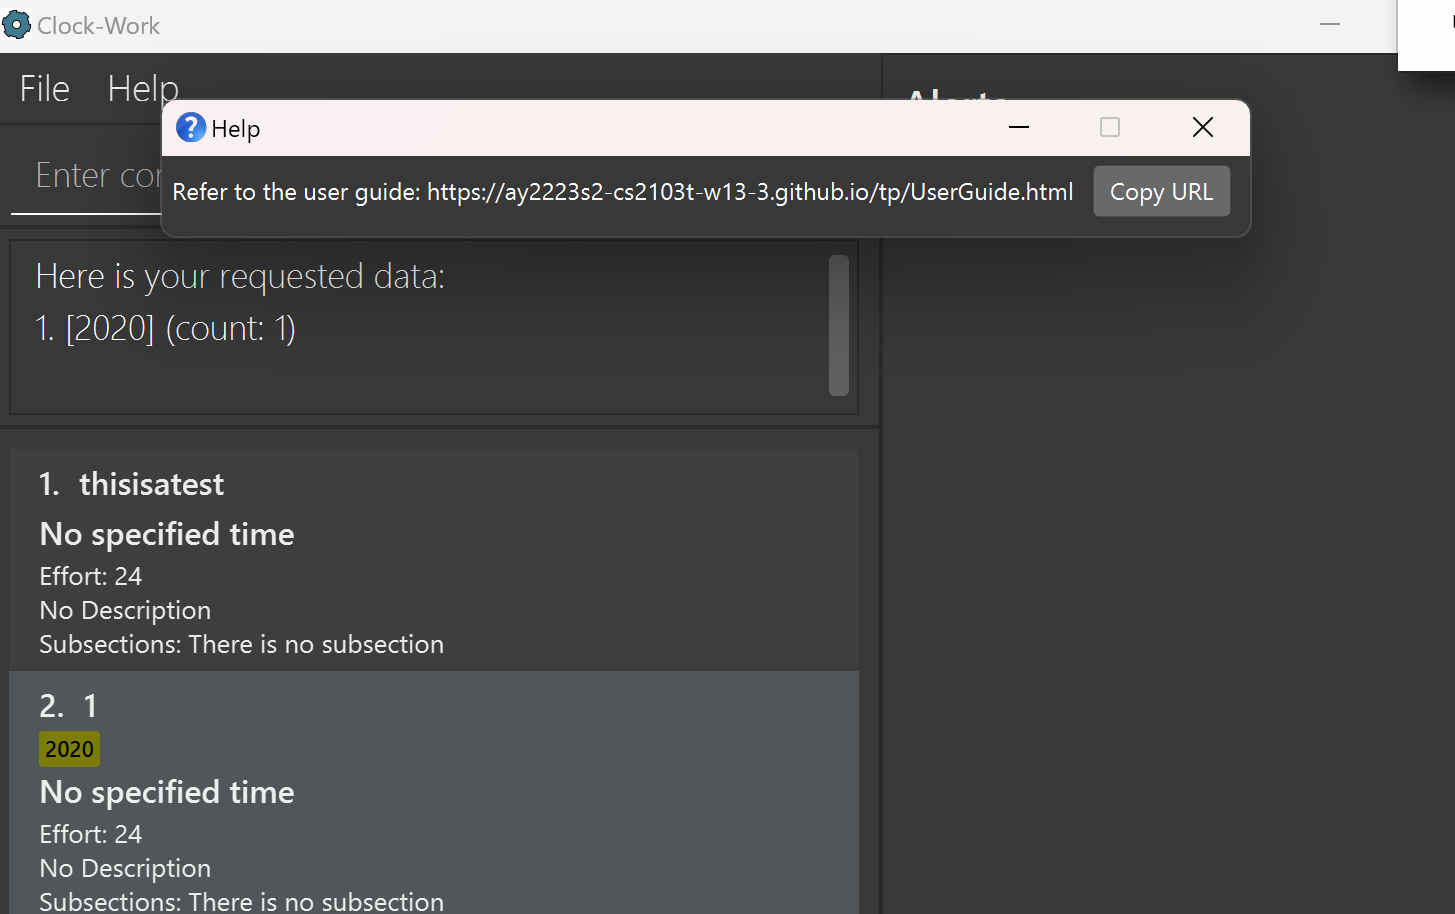 Clock-Work
File Help
Alerts
Help
Enter
Refer to the user guide: https://ay2223s2-cs2103t-w13-3.github.io/tp/UserGuide.html Copy URL
Here is your requested data:
1. [2020] (count: 1)
1. thisisatest
No specified time
Effort: 24
No Description
Subsections: There is no subsection
2. 1
2020
No specified time
Effort: 24
No Description
Subsections: There is no subsection